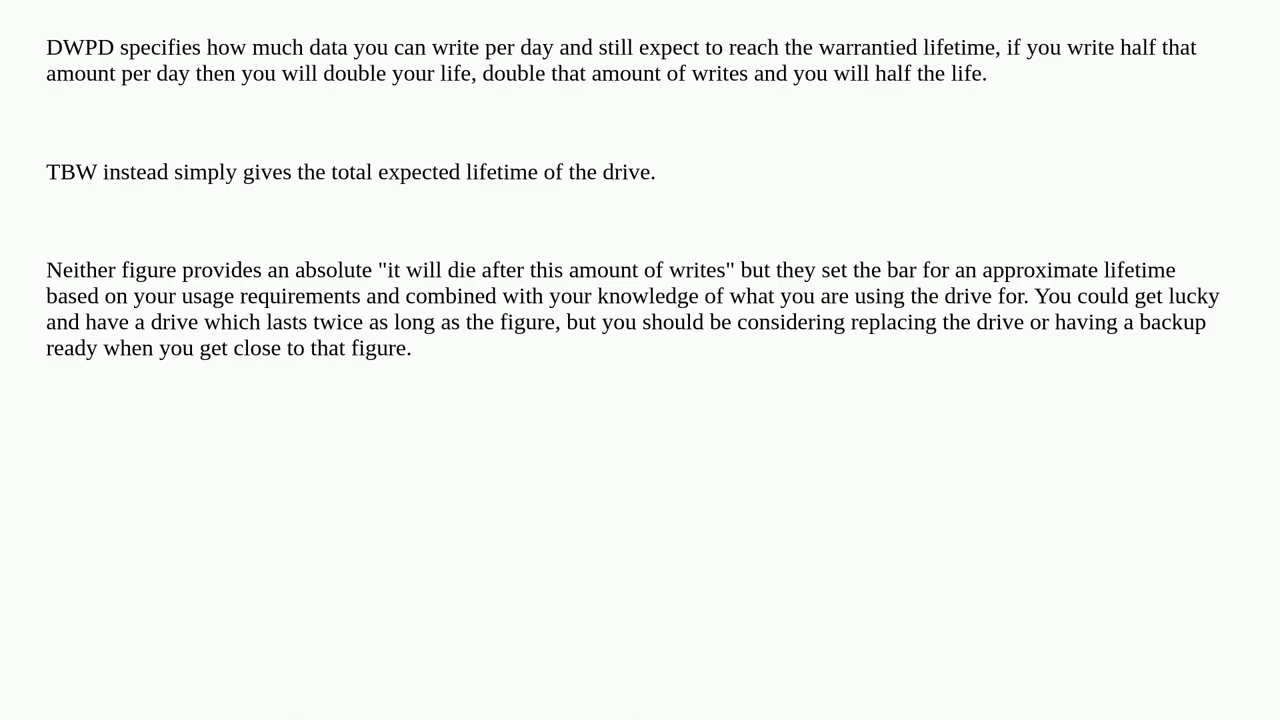 DWPD specifies how much data you can write per day and still expect to reach the warrantied lifetime, if you write half that
amount per day then you will double your life, double that amount of writes and you will half the life.
TBW instead simply gives the total expected lifetime of the drive.
Neither figure provides an absolute "it will die after this amount of writes" but they set the bar for an approximate lifetime
based on your usage requirements and combined with your knowledge of what you are using the drive for. You could get lucky
and have a drive which lasts twice as long as the figure, but you should be considering replacing the drive or having a backup
ready when you get close to that figure.